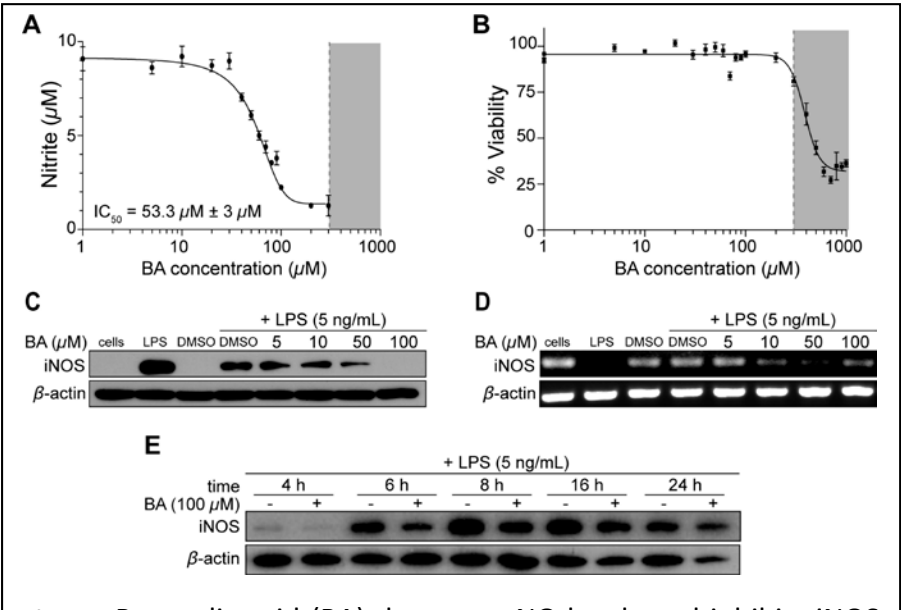 A
B
10
5
0
Nitrite (µM)
IC50 = 53.3 µM ± 3 µM
1 10 100 1000
BA concentration (µM)
100
75
50
25
0
% Viability
1 10 100 1000
BA concentration (µM)
C
+ LPS (5 ng/mL)
BA (µM) cells LPS DMSO DMSO 5 10 50 100
iNOS
β-actin
D
+ LPS (5 ng/mL)
BA (µM) cells LPS DMSO DMSO 5 10 50 100
iNOS
β-actin
E
+ LPS (5 ng/mL)
time 4 h 6 h 8 h 16 h 24 h
BA (100 µM) - + - + - + - + - +
iNOS
β-actin